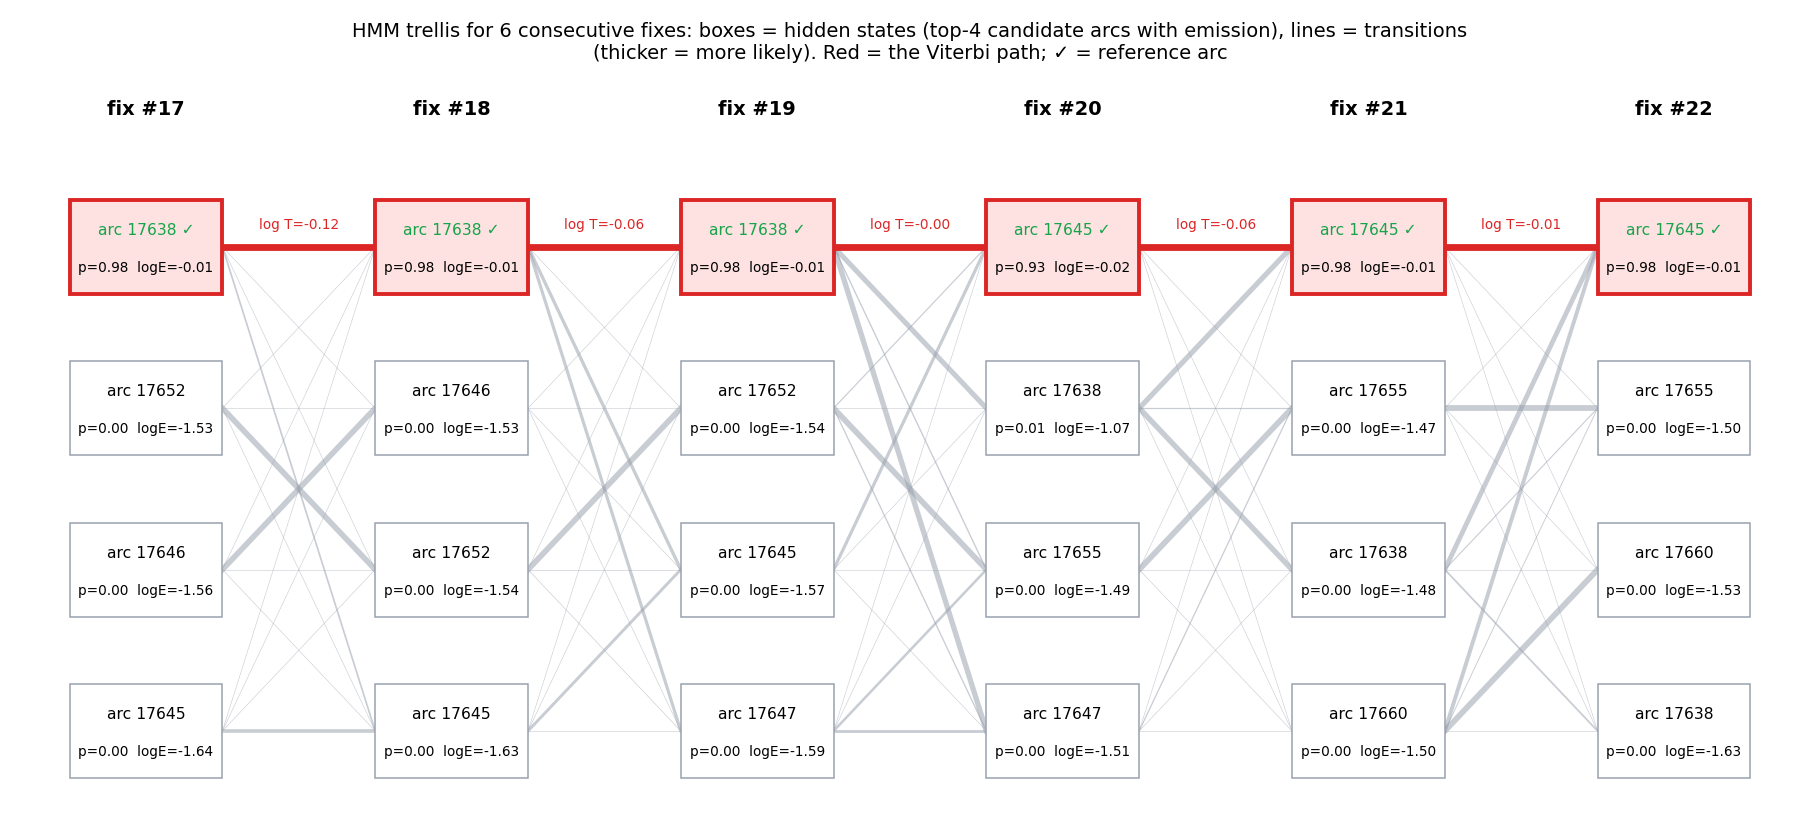 HMM trellis for 6 consecutive fixes: boxes = hidden states (top-4 candidate arcs with emission), lines = transitions
(thicker = more likely). Red = the Viterbi path; ✓ = reference arc
fix #17 fix #18 fix #19 fix #20 fix #21 fix #22
log T=-0.12 log T=-0.06 log T=-0.00 log T=-0.06 log T=-0.01
arc 17638 ✓ arc 17638 ✓ arc 17638 ✓ arc 17645 ✓ arc 17645 ✓ arc 17645 ✓
p=0.98 logE=-0.01 p=0.98 logE=-0.01 p=0.98 logE=-0.01 p=0.93 logE=-0.02 p=0.98 logE=-0.01 p=0.98 logE=-0.01
arc 17652 arc 17646 arc 17652 arc 17638 arc 17655 arc 17655
p=0.00 logE=-1.53 p=0.00 logE=-1.53 p=0.00 logE=-1.54 p=0.01 logE=-1.07 p=0.00 logE=-1.47 p=0.00 logE=-1.50
arc 17646 arc 17652 arc 17645 arc 17655 arc 17638 arc 17660
p=0.00 logE=-1.56 p=0.00 logE=-1.54 p=0.00 logE=-1.57 p=0.00 logE=-1.49 p=0.00 logE=-1.48 p=0.00 logE=-1.53
arc 17645 arc 17645 arc 17647 arc 17647 arc 17660 arc 17638
p=0.00 logE=-1.64 p=0.00 logE=-1.63 p=0.00 logE=-1.59 p=0.00 logE=-1.51 p=0.00 logE=-1.50 p=0.00 logE=-1.63